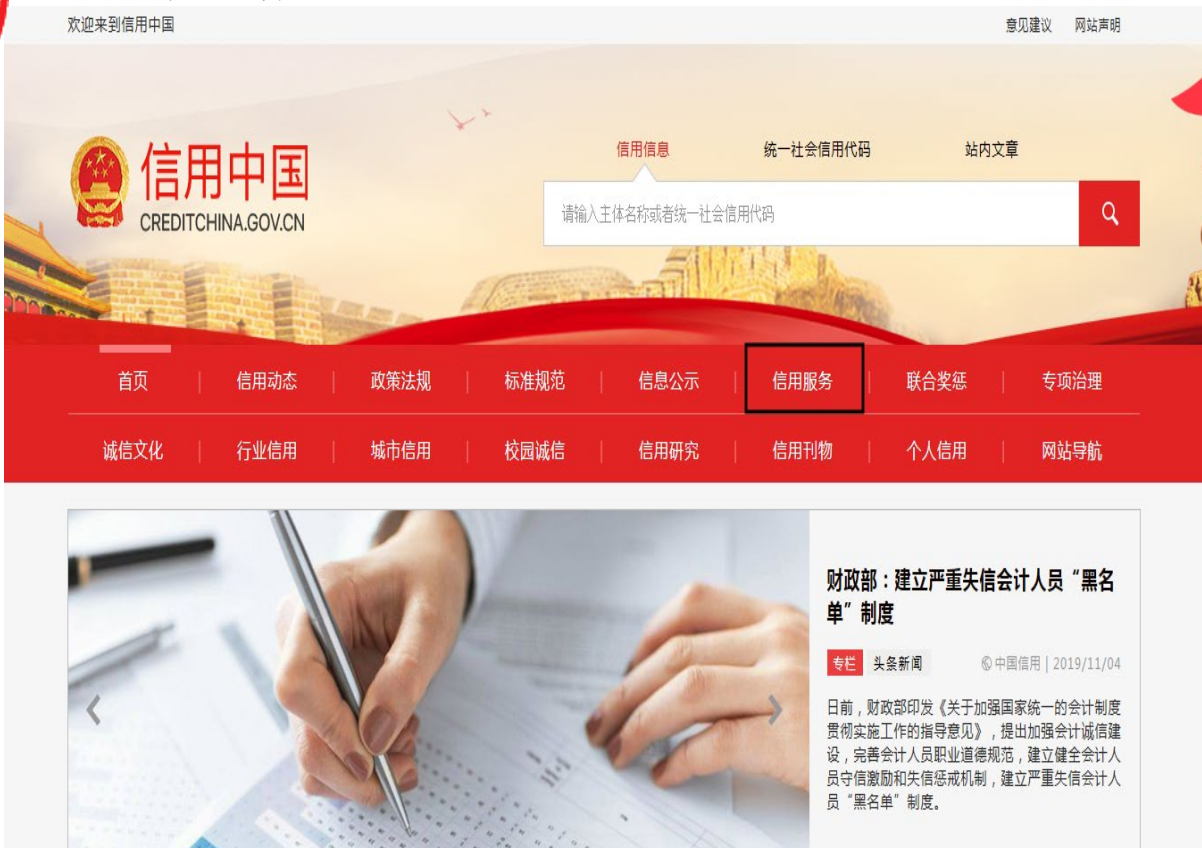 欢迎来到信用中国
意见建议 网站声明
信用中国
CREDITCHINA.GOV.CN
信用信息 统一社会信用代码 站内文章
请输入主体名称或者统一社会信用代码
首页 信用动态 政策法规 标准规范 信息公示 信用服务 联合奖惩 专项治理
诚信文化 行业信用 城市信用 校园诚信 信用研究 信用刊物 个人信用 网站导航
财政部：建立严重失信会计人员“黑名
单”制度
专栏 头条新闻 中国信用 | 2019/11/04
日前，财政部印发《关于加强国家统一的会计制度
贯彻实施工作的指导意见》，提出加强会计诚信建
设，完善会计人员职业道德规范，建立健全会计人
员守信激励和失信惩戒机制，建立严重失信会计人
员“黑名单”制度。